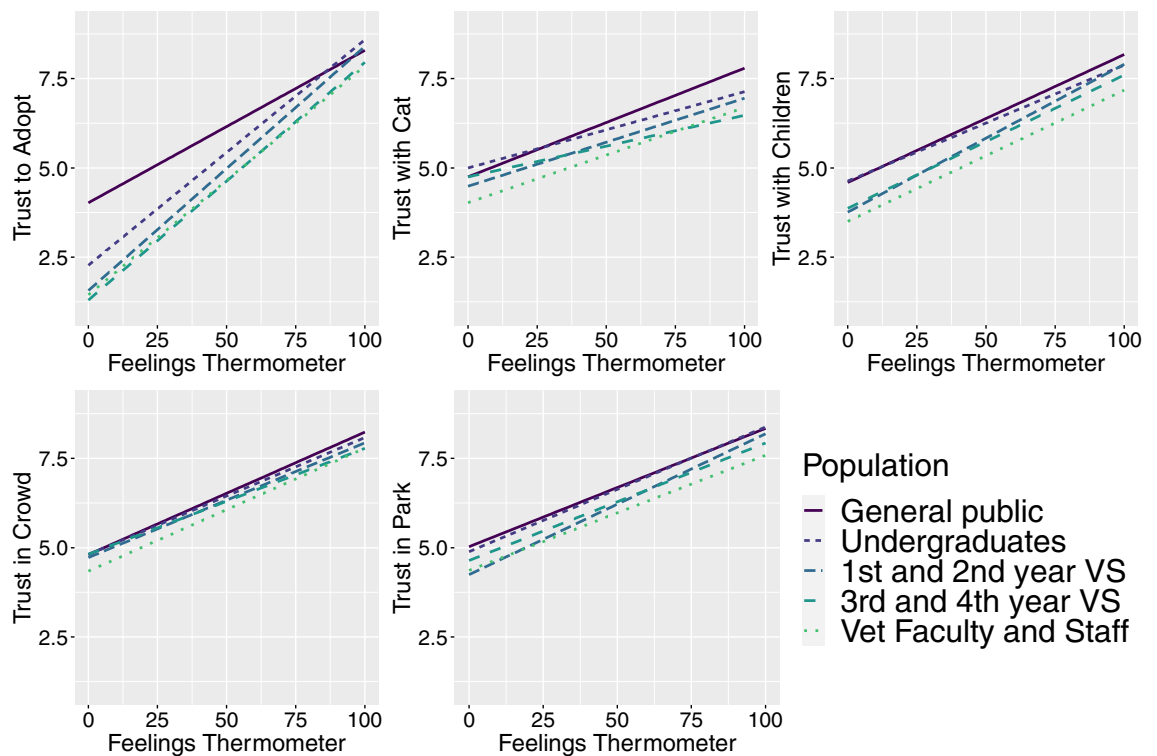 Trust to Adopt
7.5
5.0
2.5
0 25 50 75 100
Feelings Thermometer
Trust with Cat
7.5
5.0
2.5
0 25 50 75 100
Feelings Thermometer
Trust with Children
7.5
5.0
2.5
0 25 50 75 100
Feelings Thermometer
Trust in Crowd
7.5
5.0
2.5
0 25 50 75 100
Feelings Thermometer
Trust in Park
7.5
5.0
2.5
0 25 50 75 100
Feelings Thermometer
Population
General public
Undergraduates
1st and 2nd year VS
3rd and 4th year VS
Vet Faculty and Staff